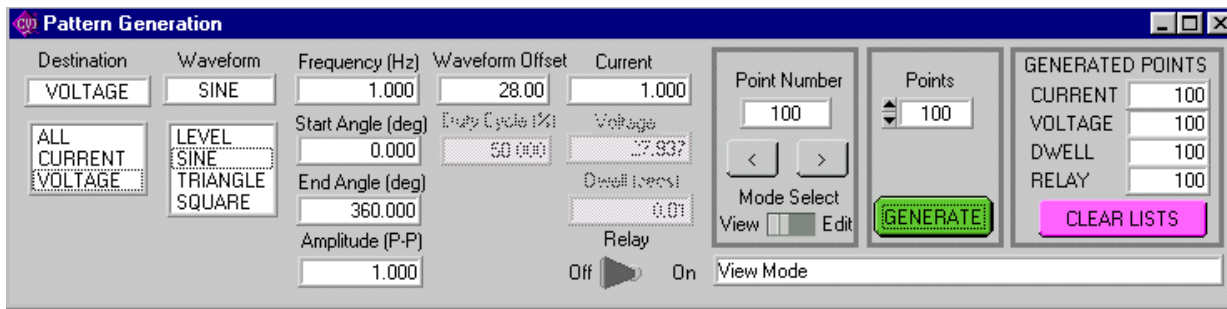 CVI Pattern Generation
Destination
VOLTAGE
ALL
CURRENT
VOLTAGE
Waveform
SINE
LEVEL
SINE
TRIANGLE
SQUARE
Frequency (Hz)
1.000
Start Angle (deg)
0.000
End Angle (deg)
360.000
Amplitude (P-P)
1.000
Waveform Offset
28.00
Duty Cycle (%)
50.000
Current
1.000
Voltage
27.937
Dwell (secs)
0.01
Relay
Off On
Point Number
100
< >
Mode Select
View Edit
Points
100
GENERATE
GENERATED POINTS
CURRENT 100
VOLTAGE 100
DWELL 100
RELAY 100
CLEAR LISTS
View Mode